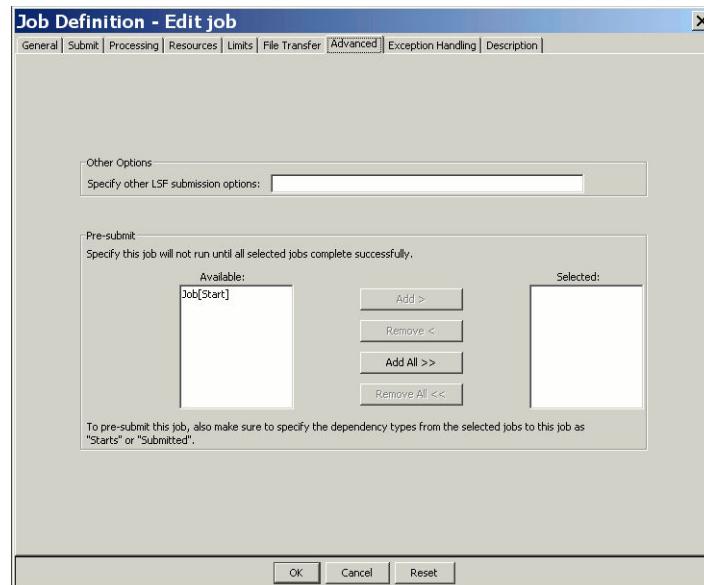 Job Definition - Edit job
General Submit Processing Resources Limits File Transfer Advanced Exception Handling Description
Other Options
Specify other LSF submission options:
Pre-submit
Specify this job will not run until all selected jobs complete successfully.
Available: Selected:
Job[Start]
Add >
Remove <
Add All >>
Remove All <<
To pre-submit this job, also make sure to specify the dependency types from the selected jobs to this job as
"Starts" or "Submitted".
OK Cancel Reset